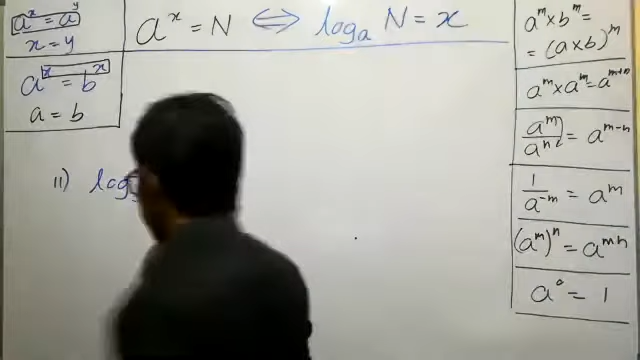 a^x = a^y
x = y
a^x = b^x
a = b
a^x = N ⟺ log_a N = x
11) log
a^m × b^m =
= (a × b)^m
a^m × a^m = a^{m+n}
a^m / a^n = a^{m-n}
1 / a^{-m} = a^m
(a^m)^n = a^{mn}
a^0 = 1